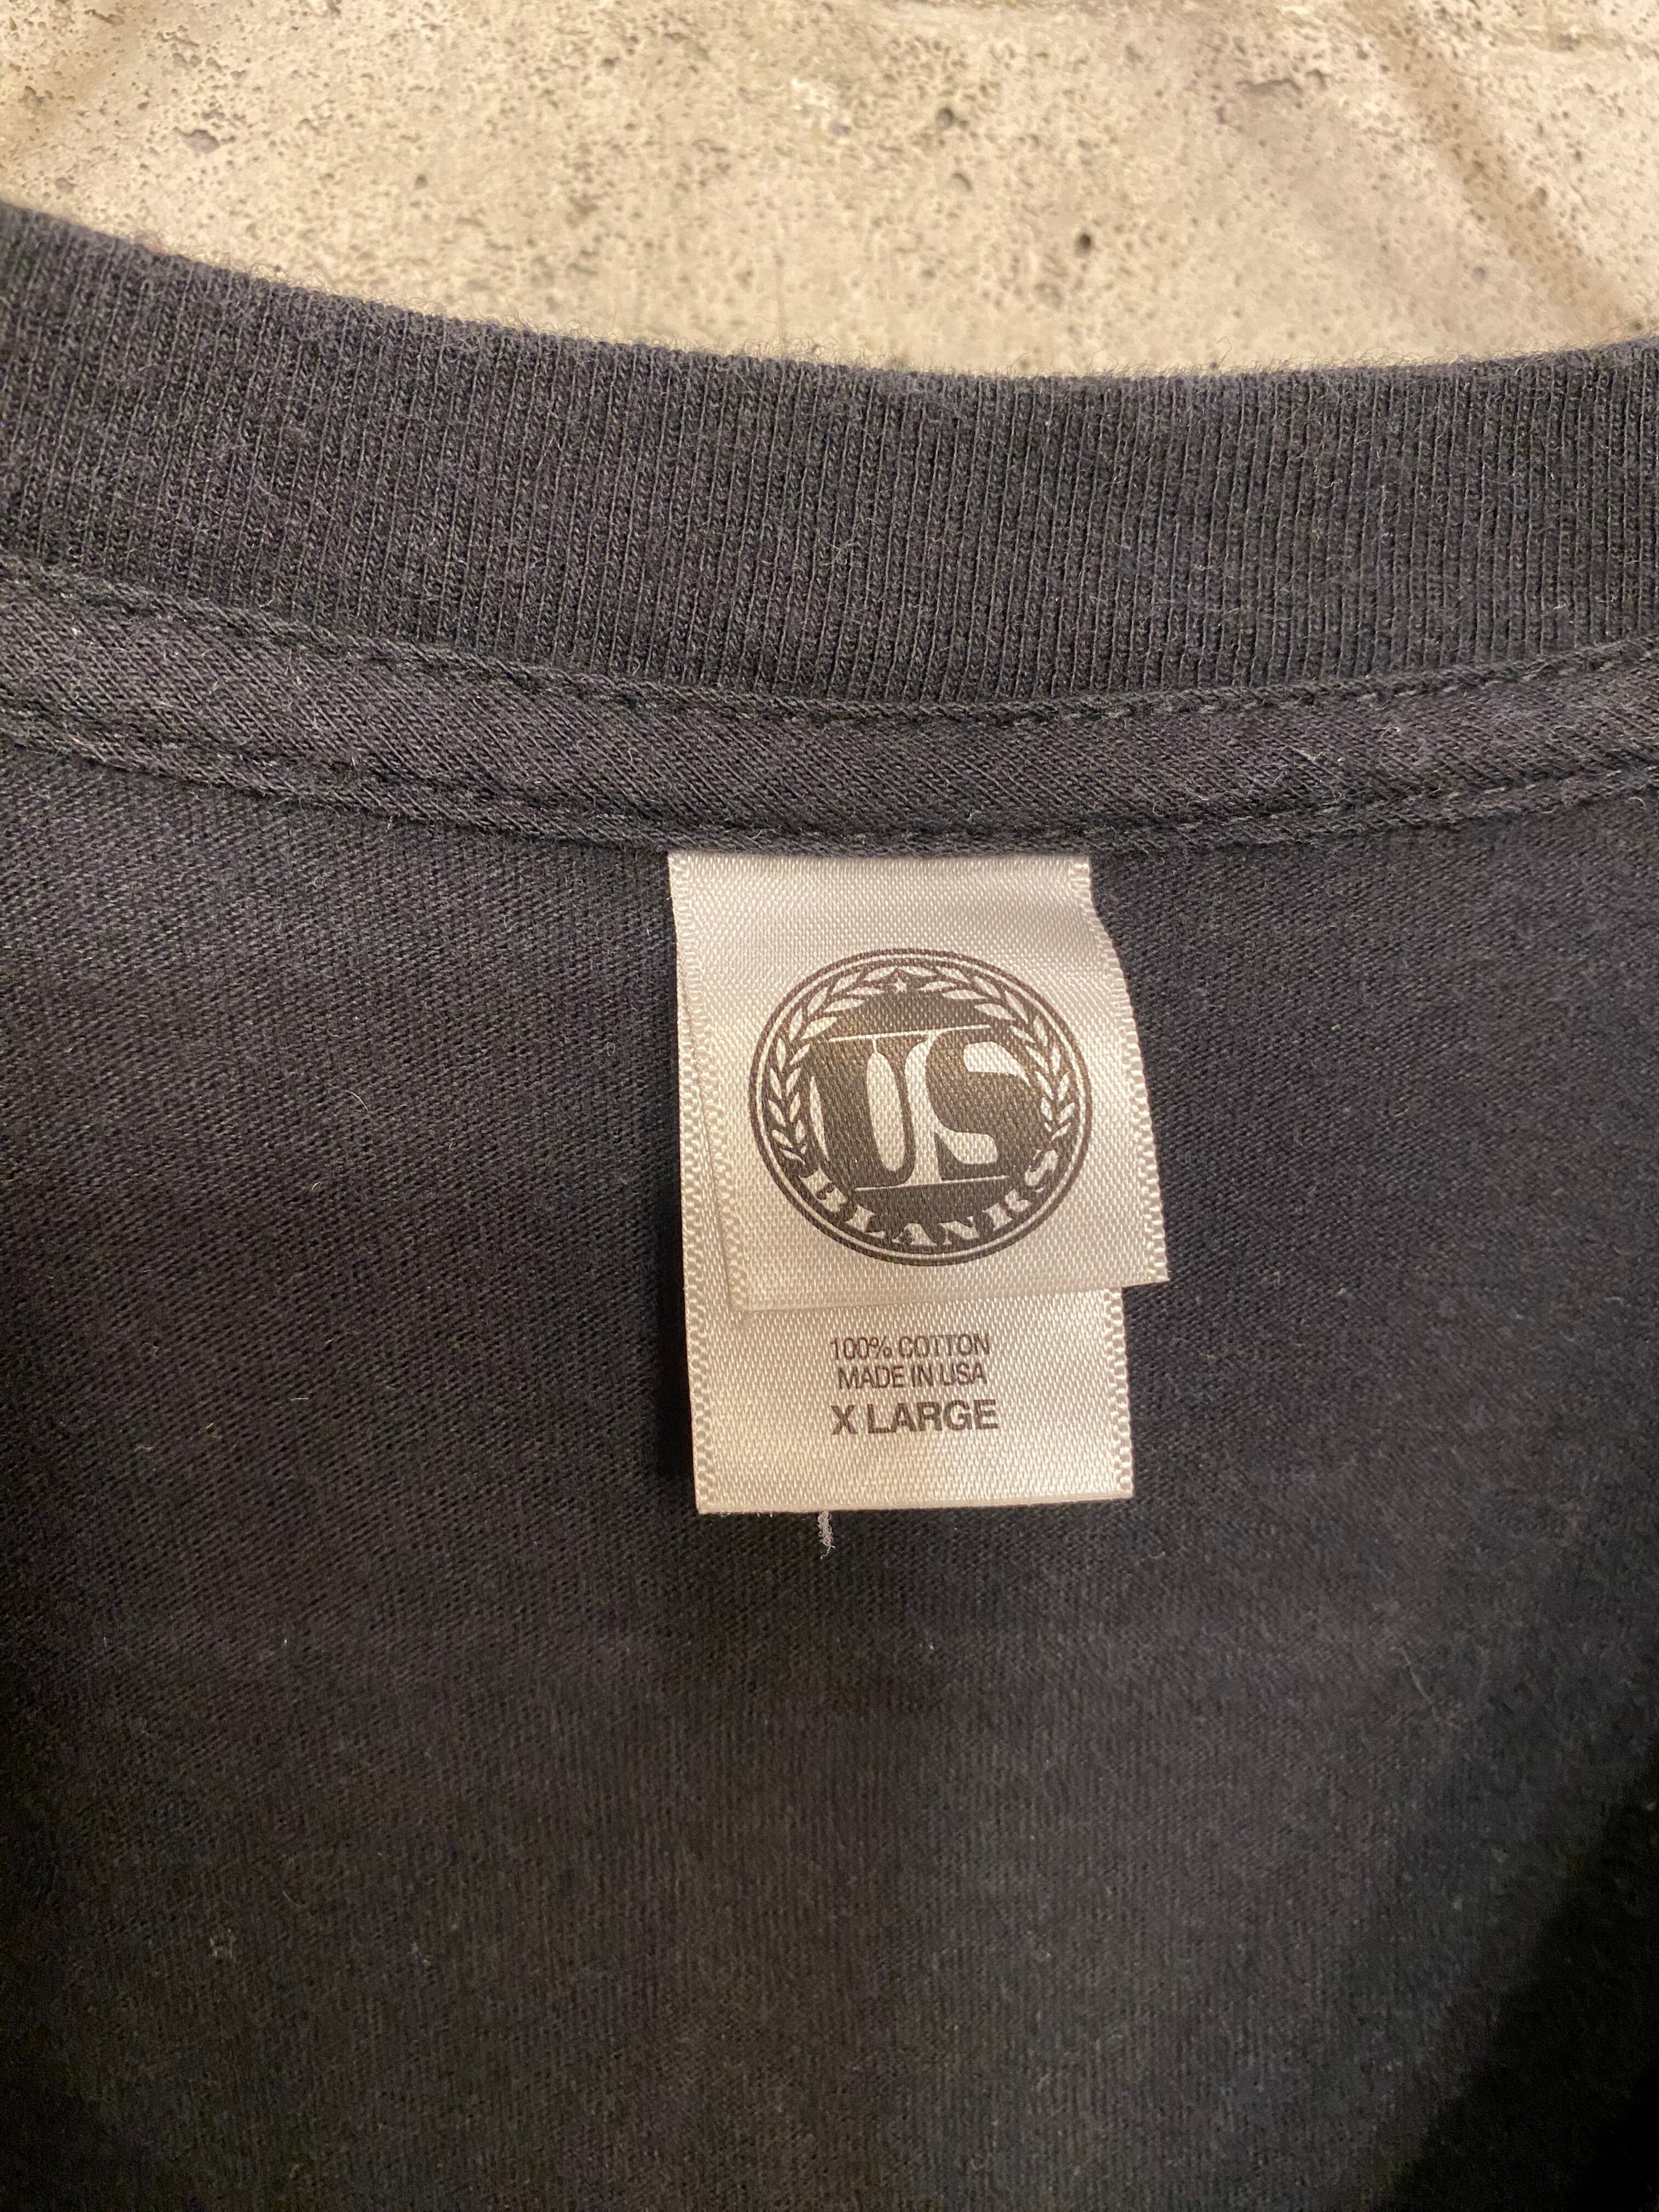 US
BLANKS
100% COTTON
MADE IN USA
X LARGE